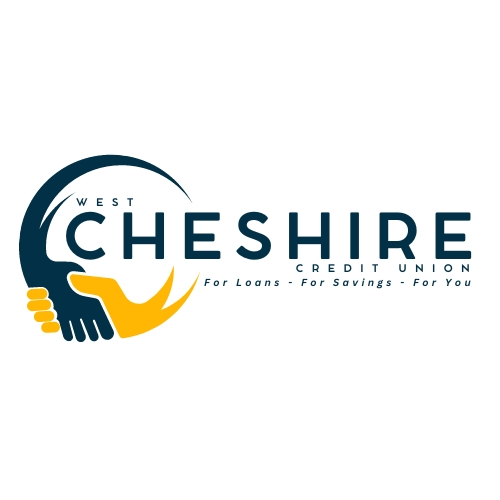 WEST
CHESHIRE
CREDIT UNION
For Loans - For Savings - For You